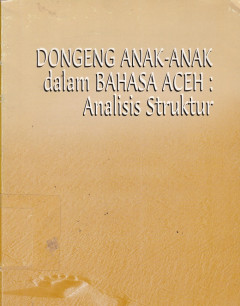 DONGENG ANAK-ANAK
dalam BAHASA ACEH :
Analisis Struktur